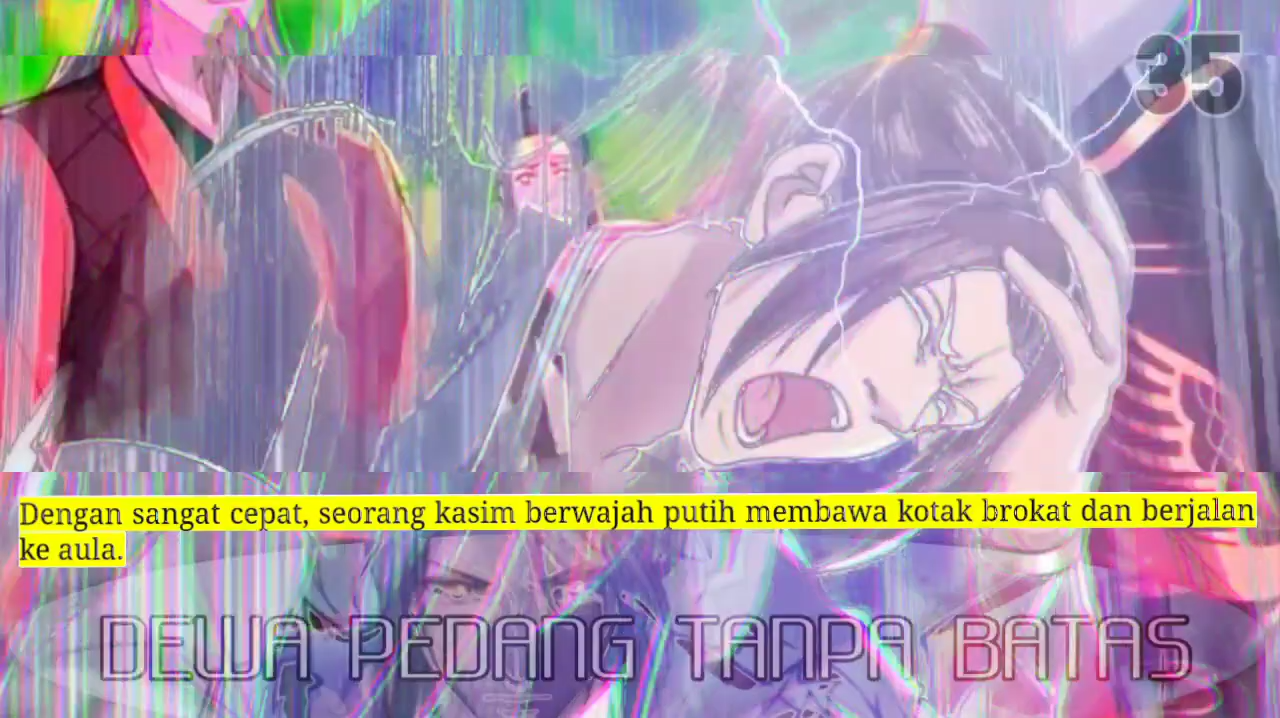 35
Dengan sangat cepat, seorang kasim berwajah putih membawa kotak brokat dan berjalan
ke aula.
DEWA PEDANG TANPA BATAS